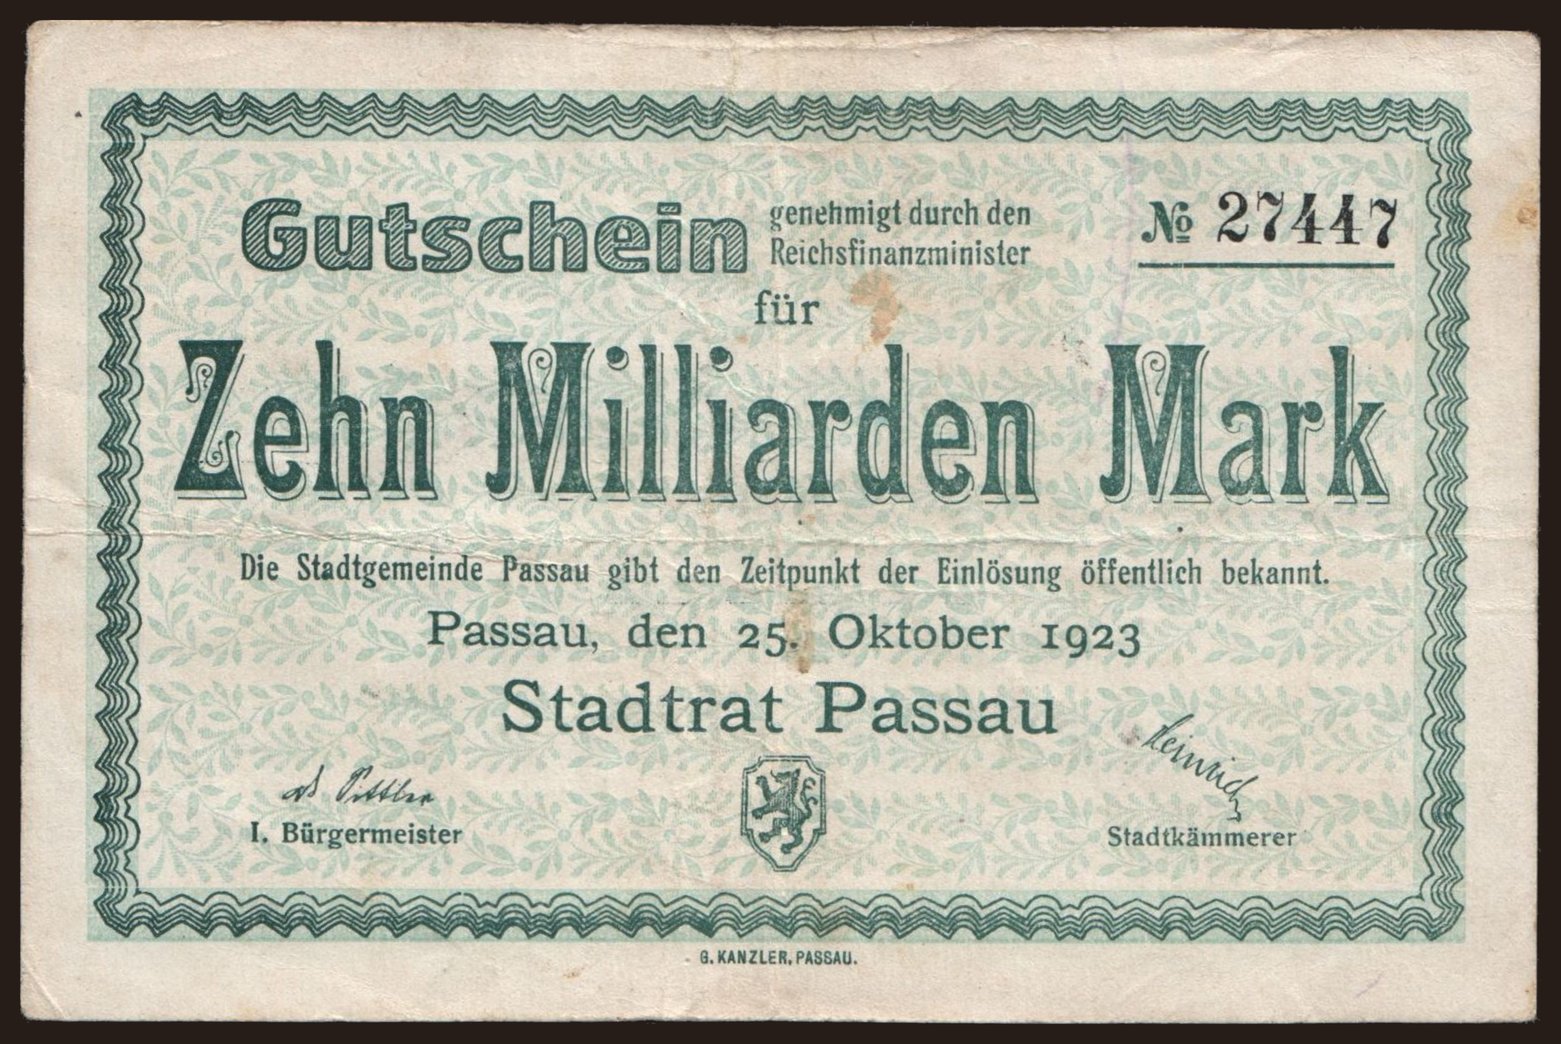 Gutschein
genehmigt durch den
Reichsfinanzminister
№ 27447
für
Zehn Milliarden Mark
Die Stadtgemeinde Passau gibt den Zeitpunkt der Einlösung öffentlich bekannt.
Passau, den 25. Oktober 1923
Stadtrat Passau
I. Bürgermeister
Stadtkämmerer
G. KANZLER, PASSAU.